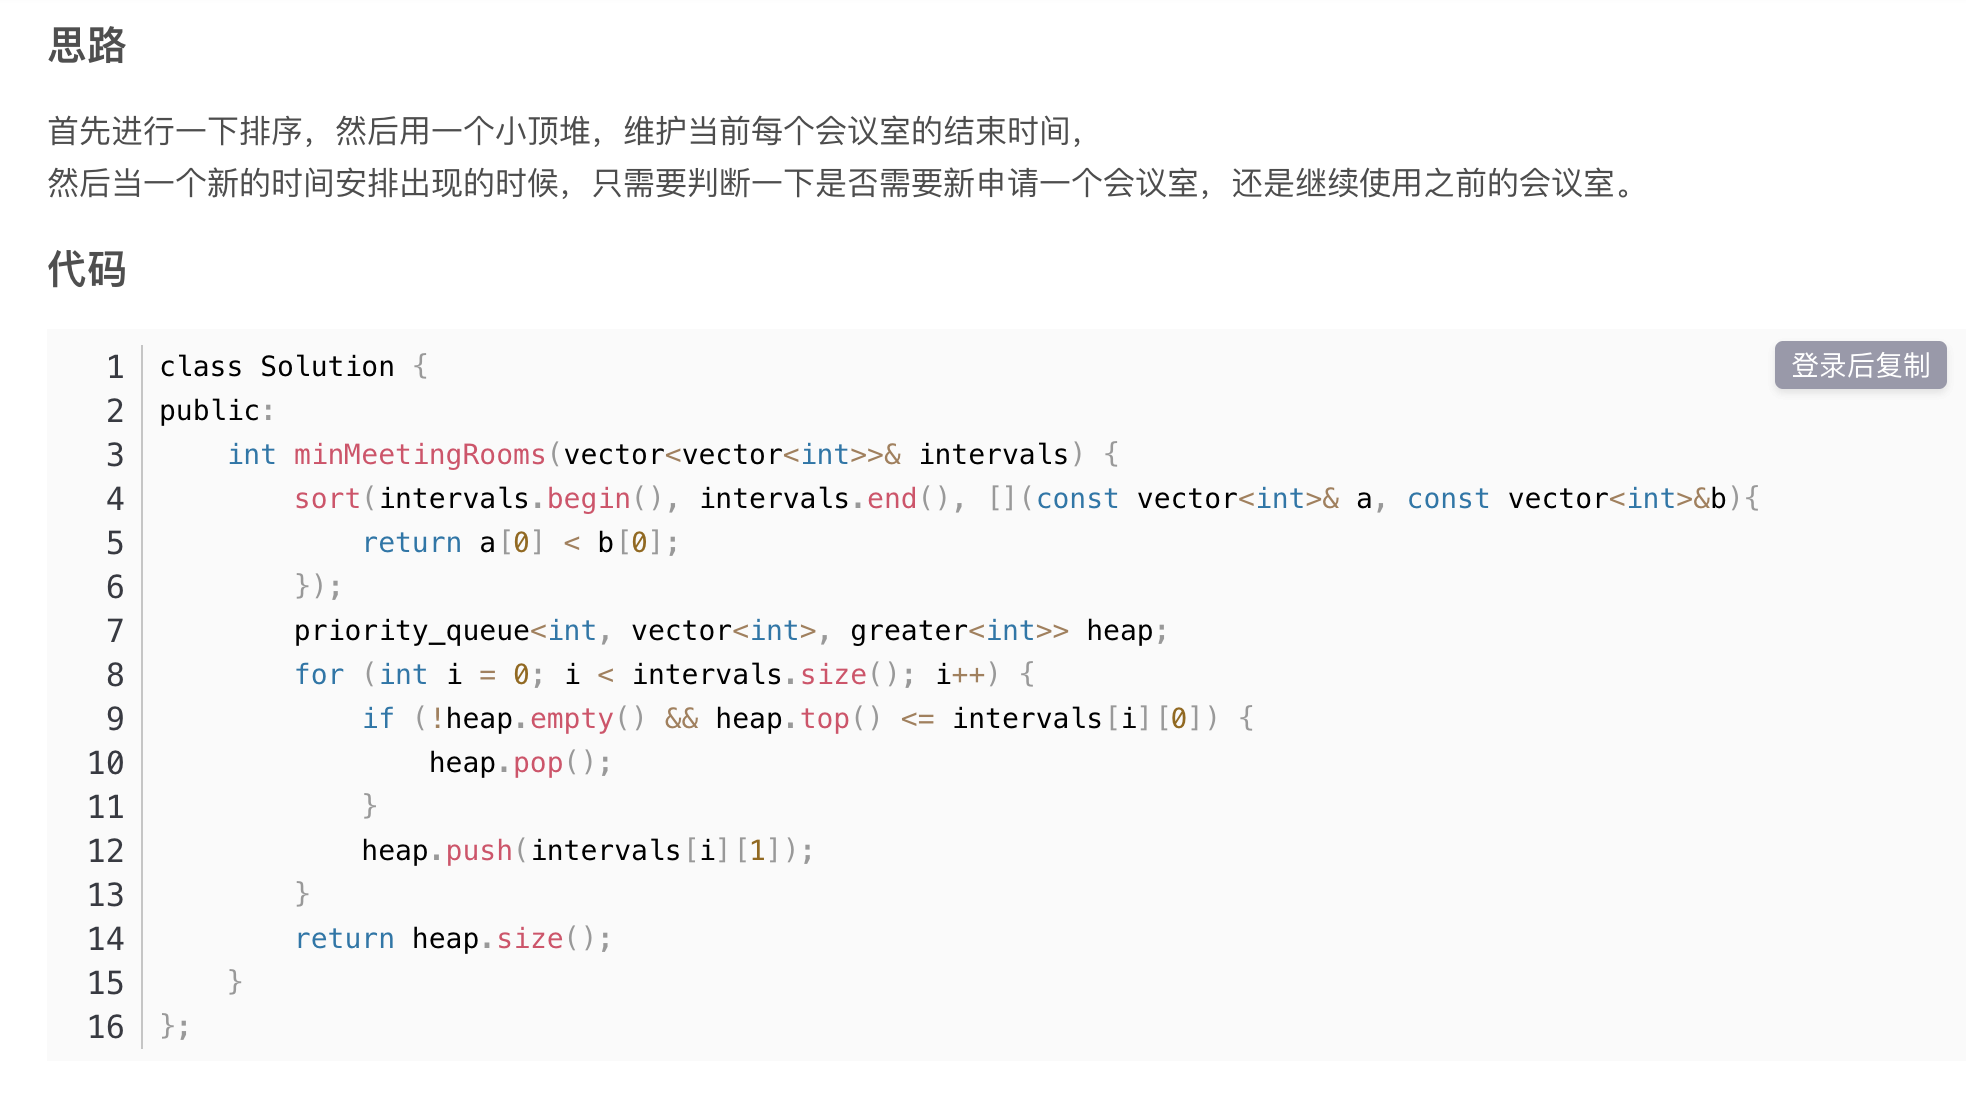 思路
首先进行一下排序，然后用一个小顶堆，维护当前每个会议室的结束时间，
然后当一个新的时间安排出现的时候，只需要判断一下是否需要新申请一个会议室，还是继续使用之前的会议室。
代码
登录后复制
1 class Solution {
2 public:
3     int minMeetingRooms(vector<vector<int>>& intervals) {
4         sort(intervals.begin(), intervals.end(), [](const vector<int>& a, const vector<int>&b){
5             return a[0] < b[0];
6         });
7         priority_queue<int, vector<int>, greater<int>> heap;
8         for (int i = 0; i < intervals.size(); i++) {
9             if (!heap.empty() && heap.top() <= intervals[i][0]) {
10                 heap.pop();
11             }
12             heap.push(intervals[i][1]);
13         }
14         return heap.size();
15     }
16 };